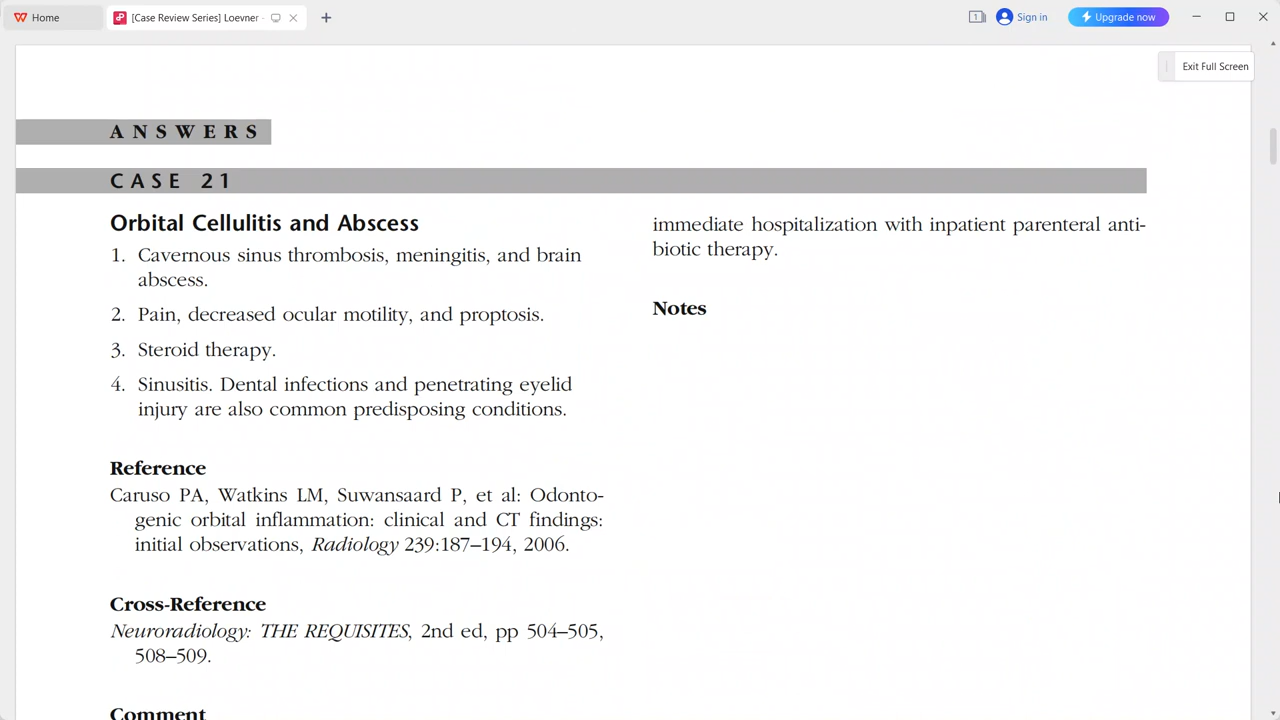 Home
[Case Review Series] Loevner -
1
Sign in
Upgrade now
Exit Full Screen
ANSWERS
CASE 21
Orbital Cellulitis and Abscess
1. Cavernous sinus thrombosis, meningitis, and brain
abscess.
2. Pain, decreased ocular motility, and proptosis.
3. Steroid therapy.
4. Sinusitis. Dental infections and penetrating eyelid
injury are also common predisposing conditions.
Reference
Caruso PA, Watkins LM, Suwansaard P, et al: Odonto-
genic orbital inflammation: clinical and CT findings:
initial observations, Radiology 239:187–194, 2006.
Cross-Reference
Neuroradiology: THE REQUISITES, 2nd ed, pp 504–505,
508–509.
Comment
immediate hospitalization with inpatient parenteral anti-
biotic therapy.
Notes